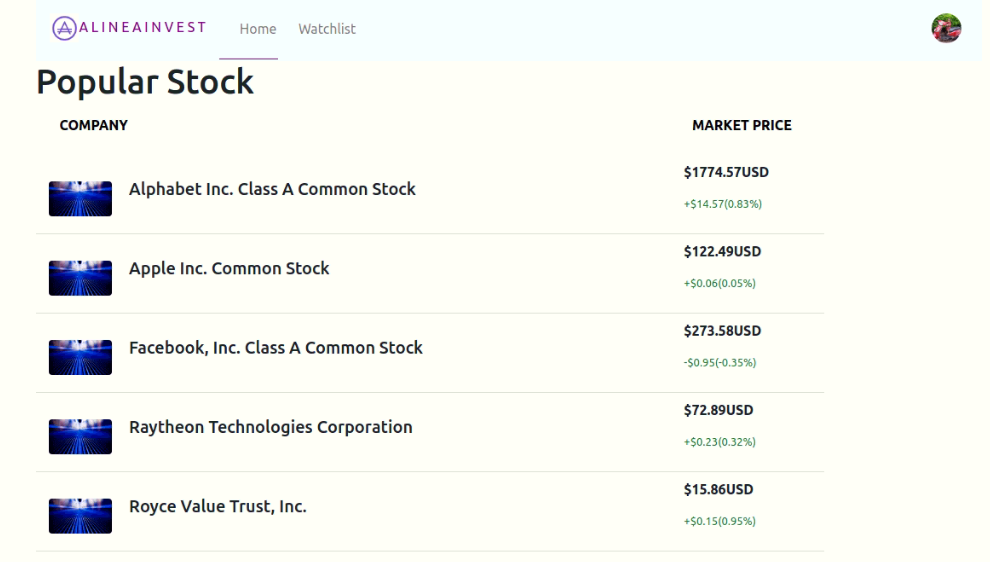 ALINEAINVEST Home Watchlist
Popular Stock
COMPANY MARKET PRICE
Alphabet Inc. Class A Common Stock
$1774.57USD
+$14.57(0.83%)
Apple Inc. Common Stock
$122.49USD
+$0.06(0.05%)
Facebook, Inc. Class A Common Stock
$273.58USD
-$0.95(-0.35%)
Raytheon Technologies Corporation
$72.89USD
+$0.23(0.32%)
Royce Value Trust, Inc.
$15.86USD
+$0.15(0.95%)